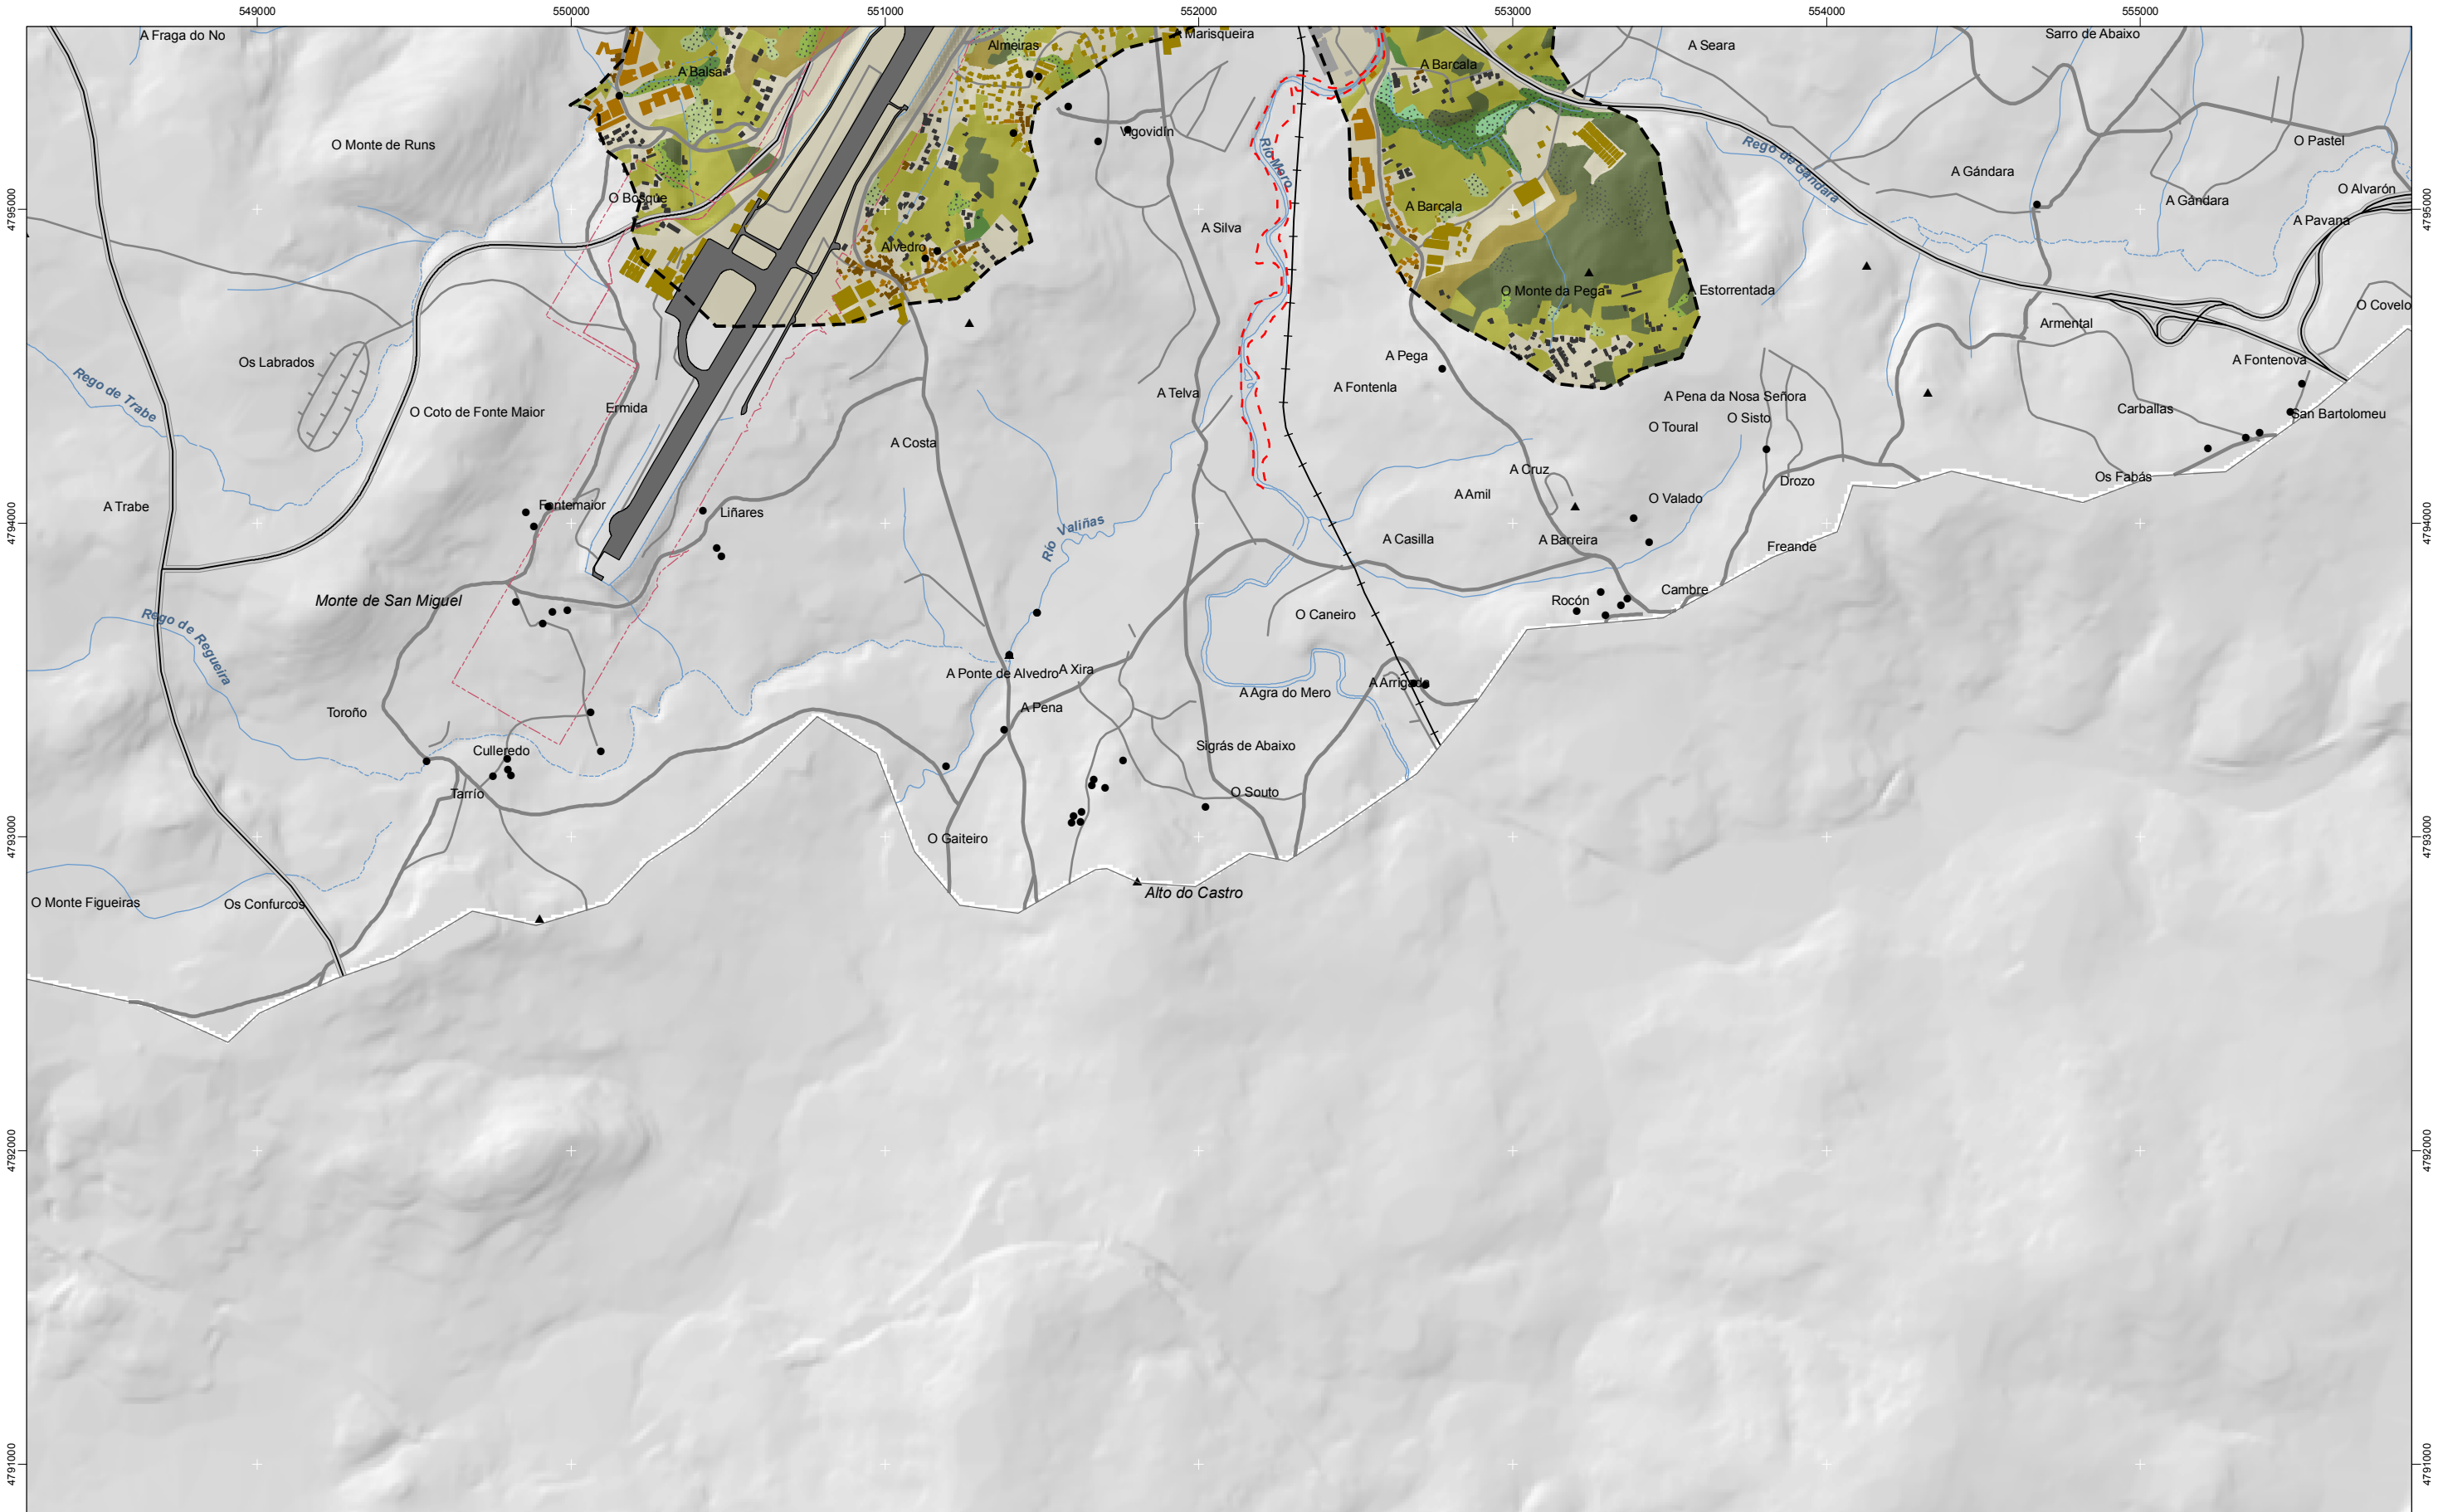 549000
550000
551000
552000
553000
554000
555000
A Fraga do No
Almeiras
A Marisqueira
A Seara
Sarro de Abaixo
A Balsa
A Barcala
O Monte de Runs
Vigovidín
Río Mero
Rego de Gándara
O Pastel
A Gándara
O Alvarón
4795000
O Bosque
A Gándara
A Barcala
A Pavana
4795000
A Silva
Alvedro
O Monte da Pega
A Estorrentada
O Covelo
Armental
Os Labrados
A Pega
A Fontenova
Rego de Trabe
A Fontenla
A Telva
A Pena da Nosa Señora
O Coto de Fonte Maior
Ermida
Carballas
San Bartolomeu
O Sisto
O Toural
A Costa
A Cruz
Os Fabás
Drozo
A Amil
O Valado
A Trabe
Fontemaior
Liñares
4794000
Río Valiñas
4794000
A Casilla
A Barreira
Freande
Cambre
Monte de San Miguel
Rocón
Rego de Regueira
O Caneiro
A Ponte de Alvedro
A Xira
A Arrigada
A Agra do Mero
Toroño
A Pena
Culleredo
Sigrás de Abaixo
Tarrío
O Souto
4793000
O Gaiteiro
4793000
Alto do Castro
O Monte Figueiras
Os Confurcos
4792000
4792000
4791000
4791000